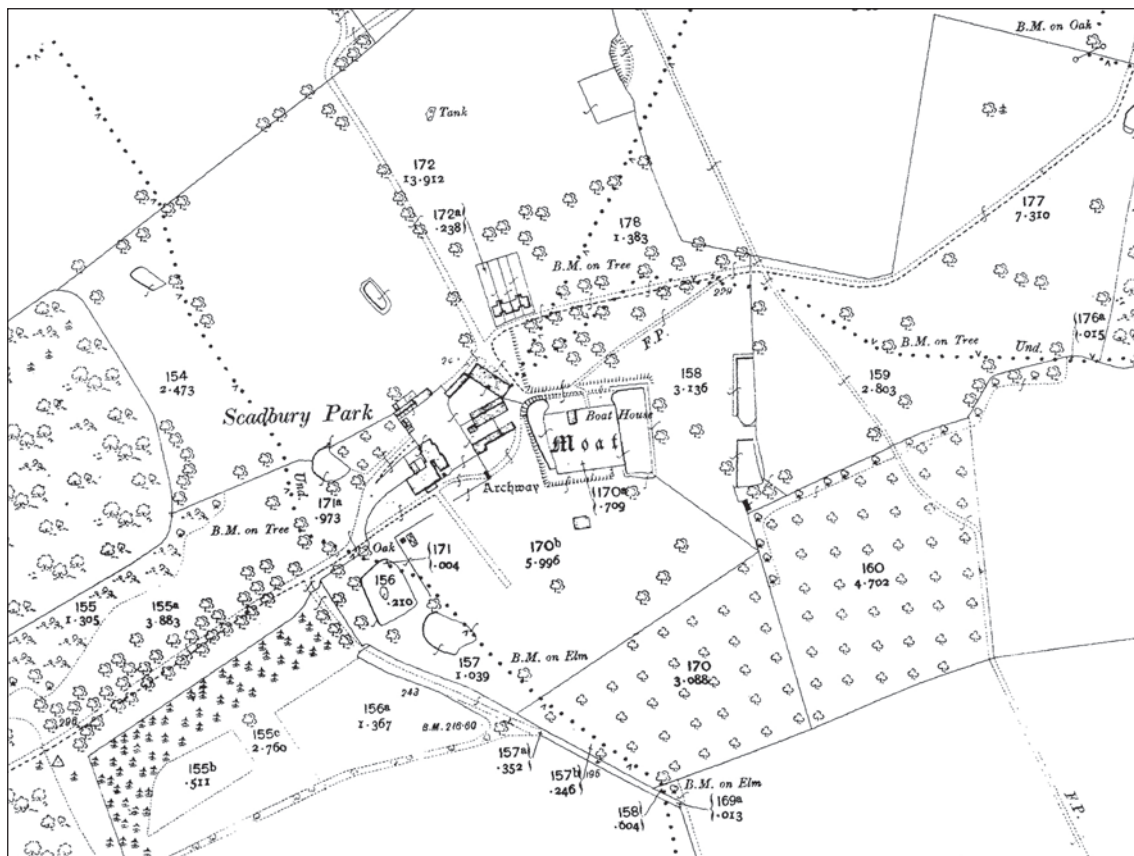 B.M. on Oak
Tank
172
13.912
172a
.238
178
1.383
177
7.310
B.M. on Tree
229
F.P.
176a
.015
154
2.473
158
3.136
B.M. on Tree
Und.
159
2.803
Scadbury Park
Boat House
Moat
Und.
171a
.973
Archway
170a
.709
B.M. on Tree
Oak
171
.004
170b
5.996
160
4.702
156
.210
155
1.305
155a
3.883
157
1.039
B.M. on Elm
170
3.088
243
156a
1.367
B.M. 216.60
155c
2.760
157a
.352
157b
.246
195
155b
.511
B.M. on Elm
158
.004
169a
.013
F.P.